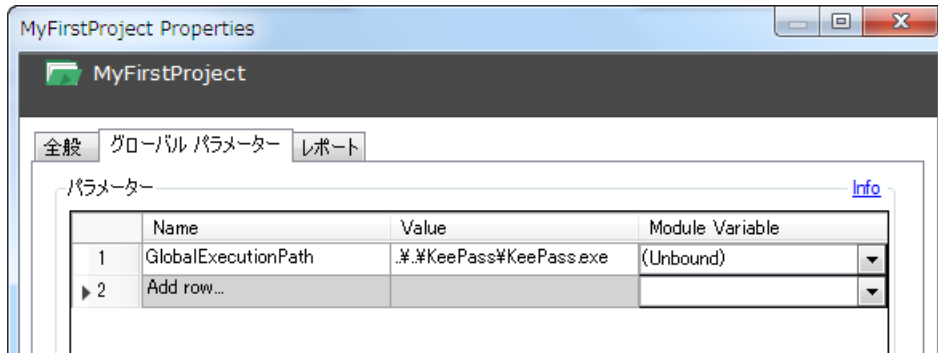 MyFirstProject Properties
MyFirstProject
全般 グローバル パラメーター レポート
パラメーター Info
Name Value Module Variable
1 GlobalExecutionPath .¥.¥KeePass¥KeePass.exe (Unbound)
2 Add row...